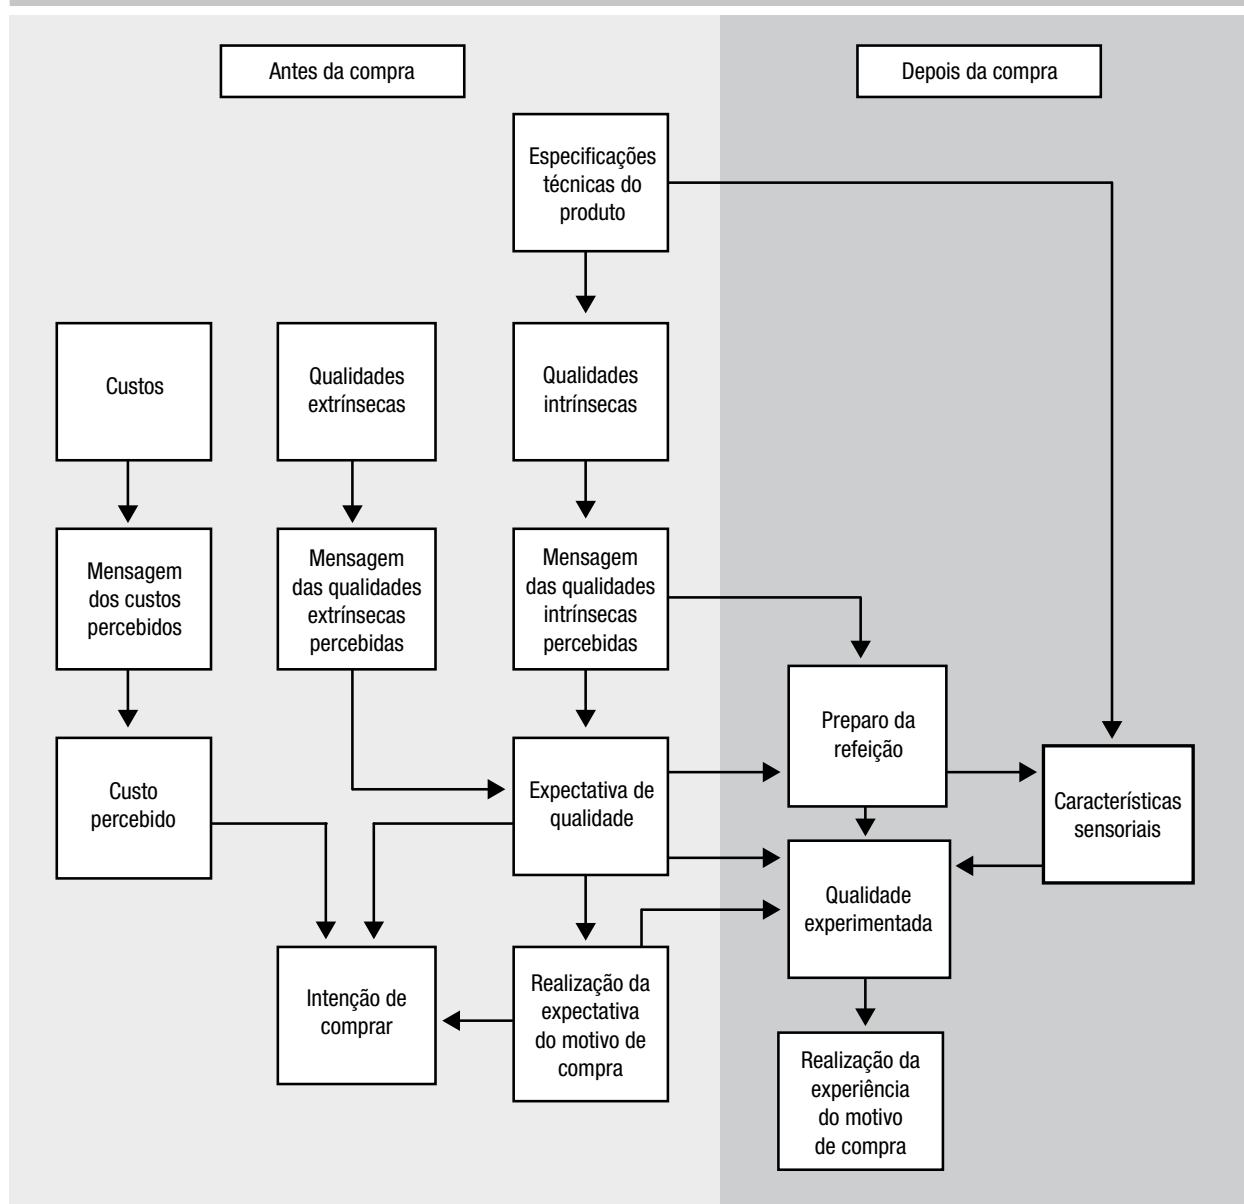 Antes da compra
Depois da compra
Especificações
técnicas do
produto
Custos
Qualidades
extrínsecas
Qualidades
intrínsecas
Mensagem
dos custos
percebidos
Mensagem
das qualidades
extrínsecas
percebidas
Mensagem
das qualidades
intrínsecas
percebidas
Custo
percebido
Expectativa de
qualidade
Preparo da
refeição
Características
sensoriais
Qualidade
experimentada
Intenção de
comprar
Realização da
expectativa
do motivo de
compra
Realização da
experiência
do motivo
de compra